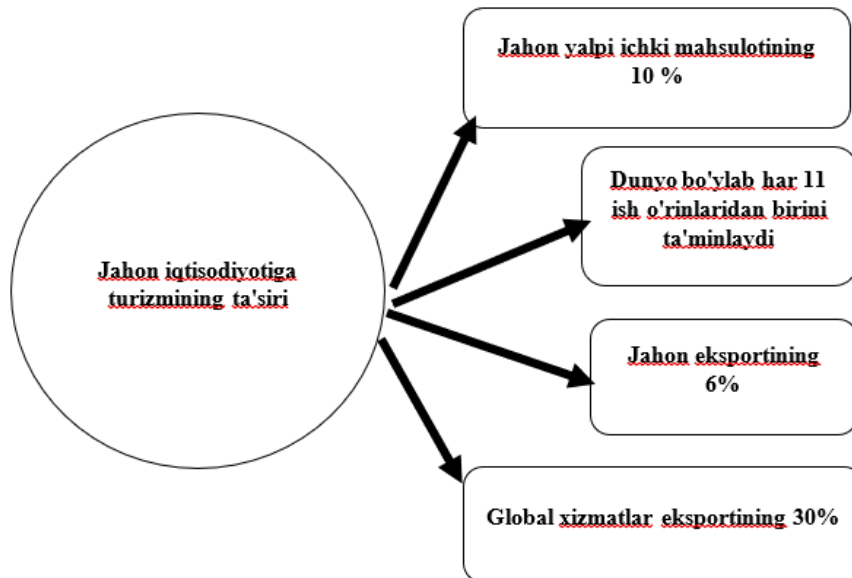 Jahon iqtisodiyotiga
turizmining ta'siri
Jahon yalpi ichki mahsulotining
10 %
Dunyo bo'ylab har 11
ish o'rinlaridan birini
ta'minlaydi
Jahon eksportining
6%
Global xizmatlar eksportining 30%